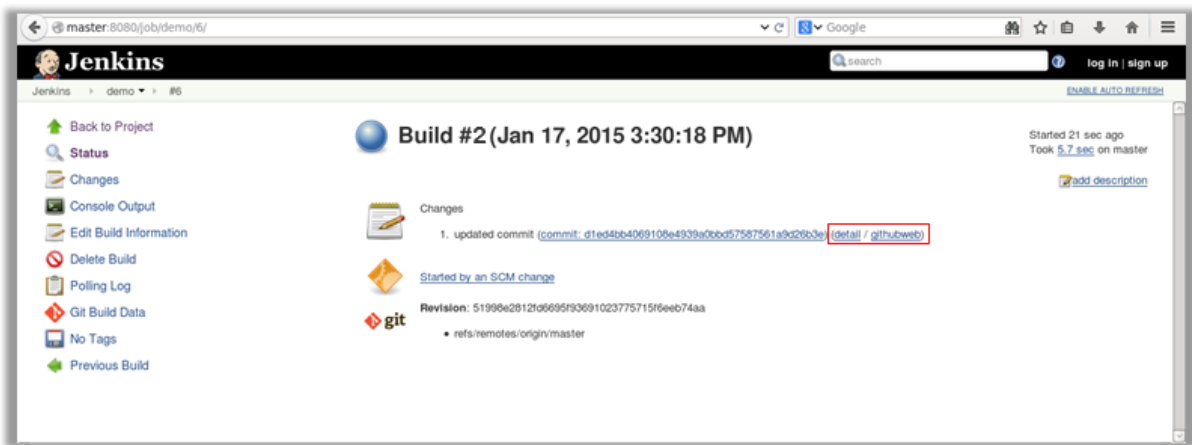 master:8080/job/demo/6/
Google
Jenkins
search
log in | sign up
Jenkins
demo
#6
ENABLE AUTO REFRESH
Back to Project
Status
Changes
Console Output
Edit Build Information
Delete Build
Polling Log
Git Build Data
No Tags
Previous Build
Build #2 (Jan 17, 2015 3:30:18 PM)
Started 21 sec ago
Took 5.7 sec on master
add description
Changes
1. updated commit (commit: d1ed4bb4069108e4939a0bbd57587561a9d26b3e) (detail / githubweb)
Started by an SCM change
git
Revision: 51998e2812fd6695f93691023775715f6eeb74aa
• refs/remotes/origin/master